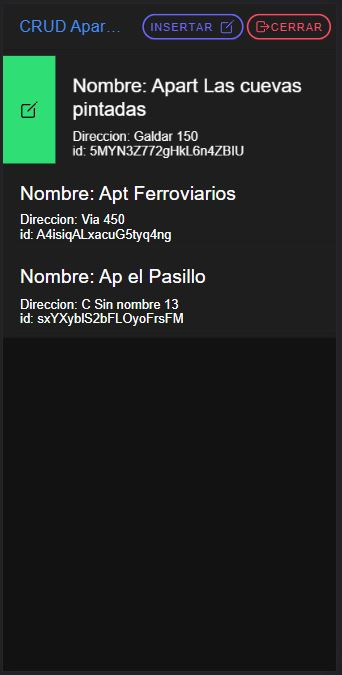 CRUD Apar...
INSERTAR
CERRAR
Nombre: Apart Las cuevas
pintadas
Direccion: Galdar 150
id: 5MYN3Z772gHkL6n4ZBIU
Nombre: Apt Ferroviarios
Direccion: Via 450
id: A4isiqALxacuG5tyq4ng
Nombre: Ap el Pasillo
Direccion: C Sin nombre 13
id: sxYXyblS2bFLOyoFrsFM